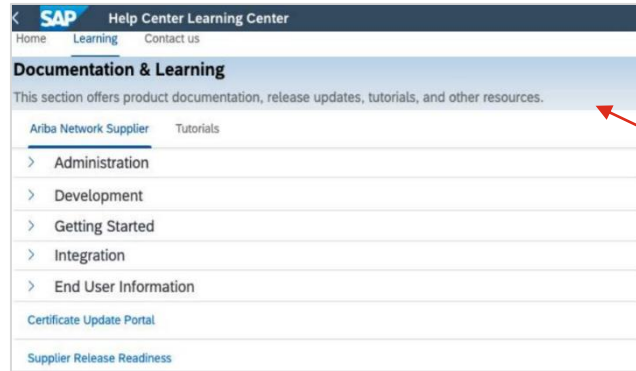 SAP Help Center Learning Center
Home Learning Contact us
Documentation & Learning
This section offers product documentation, release updates, tutorials, and other resources.
Ariba Network Supplier Tutorials
Administration
Development
Getting Started
Integration
End User Information
Certificate Update Portal
Supplier Release Readiness